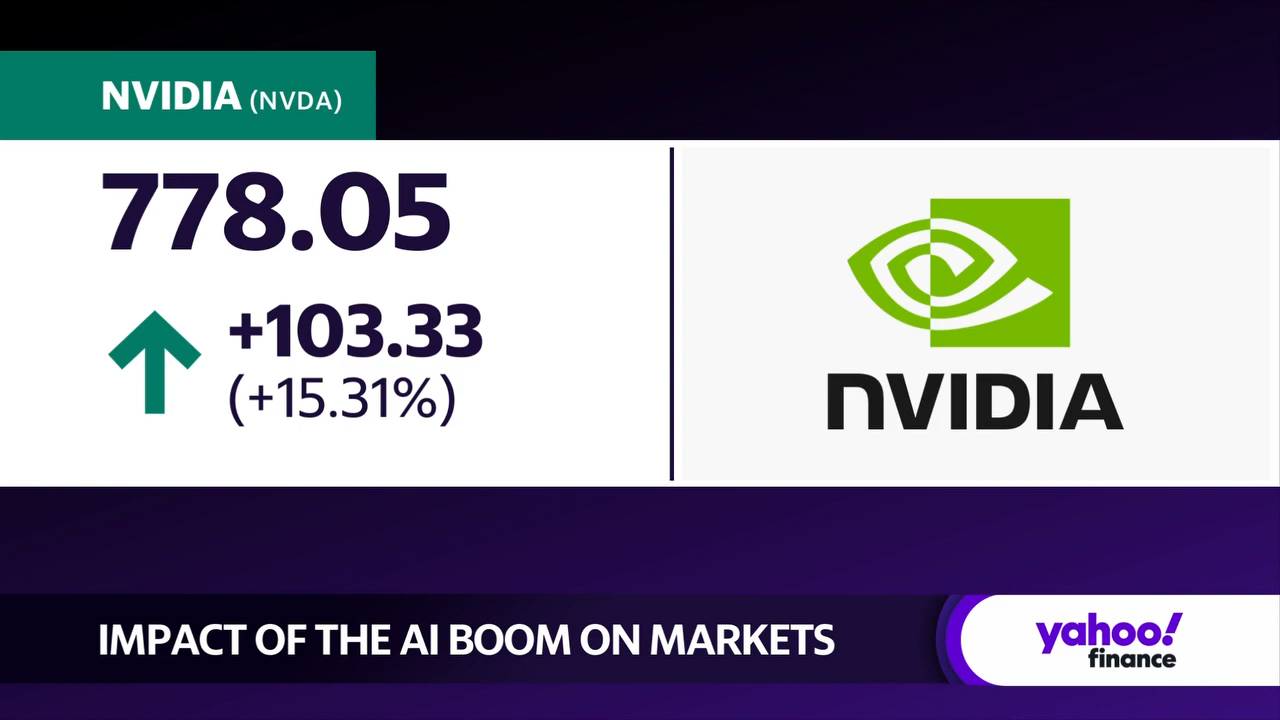 NVIDIA (NVDA)
778.05
+103.33
(+15.31%)
NVIDIA
IMPACT OF THE AI BOOM ON MARKETS
yahoo!
finance